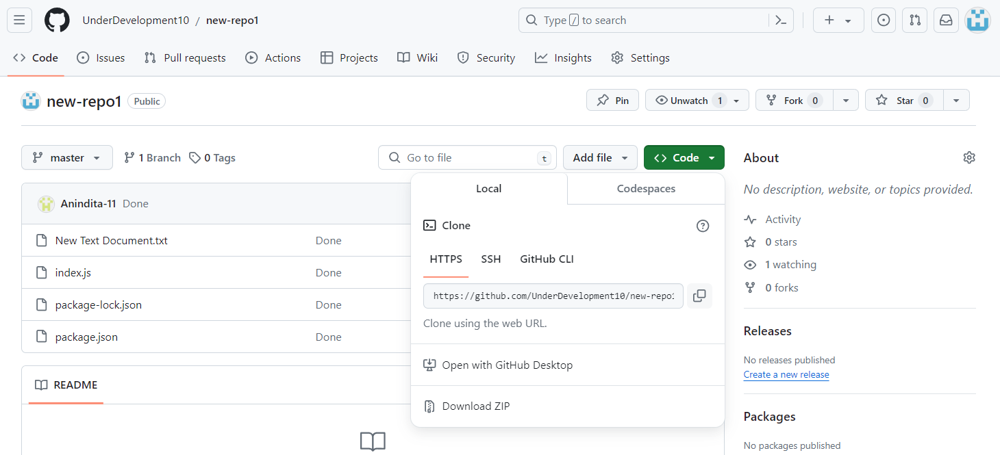 UnderDevelopment10 / new-repo1
Type / to search
Code Issues Pull requests Actions Projects Wiki Security Insights Settings
new-repo1 Public
Pin Unwatch 1 Fork 0 Star 0
master 1 Branch 0 Tags Go to file t Add file Code
About
No description, website, or topics provided.
Activity
0 stars
1 watching
0 forks
Releases
No releases published
Create a new release
Packages
No packages published
Anindita-11 Done
New Text Document.txt Done
index.js Done
package-lock.json Done
package.json Done
README
Local Codespaces
Clone
HTTPS SSH GitHub CLI
https://github.com/UnderDevelopment10/new-repo1
Clone using the web URL.
Open with GitHub Desktop
Download ZIP